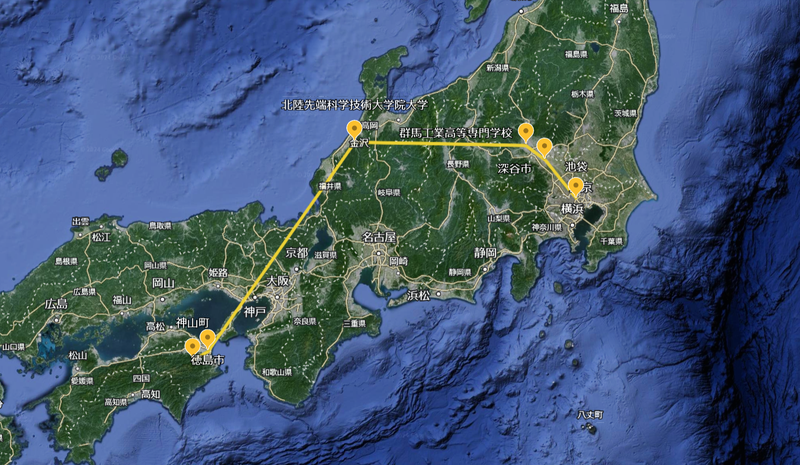 福島
福島県
新潟県
栃木県
茨城県
北陸先端科学技術大学院大学
高岡
金沢
群馬工業高等専門学校
長野県
深谷市
池袋
京
横浜
福井県
岐阜県
山梨県
神奈川県
千葉県
出雲
松江
鳥取県
京都
滋賀県
名古屋
岡崎
静岡
静岡県
浜松
島根県
岡山県
姫路
岡山
大阪
神戸
広島県
福山
広島
高松
神山町
奈良県
三重県
山口県
松山
徳島市
愛媛県
四国
高知
高知県
和歌山県
八丈町